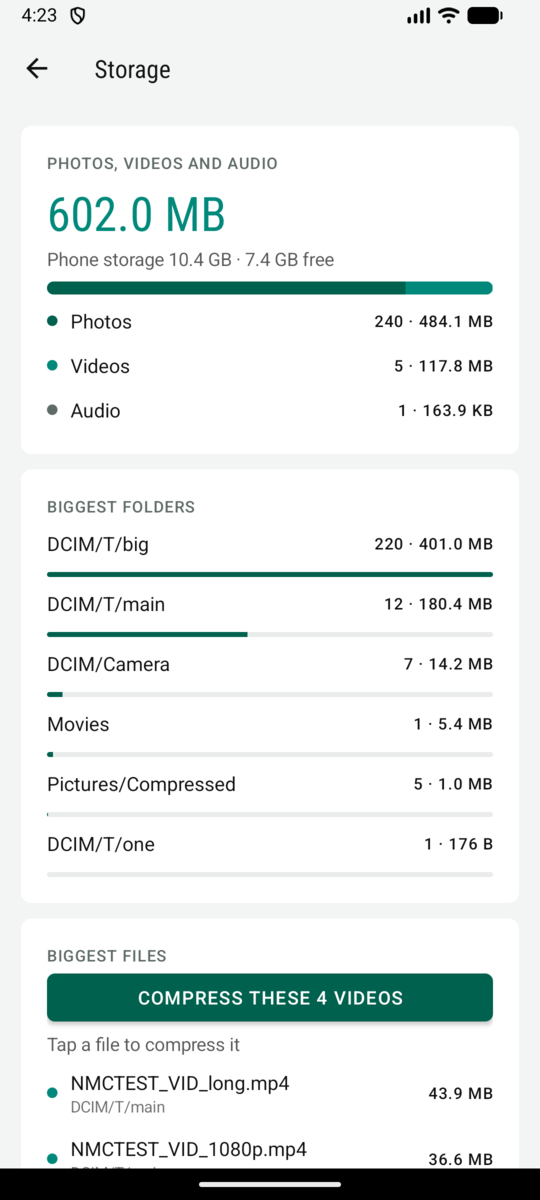 4:23
Storage
PHOTOS, VIDEOS AND AUDIO
602.0 MB
Phone storage 10.4 GB · 7.4 GB free
Photos 240 · 484.1 MB
Videos 5 · 117.8 MB
Audio 1 · 163.9 KB
BIGGEST FOLDERS
DCIM/T/big 220 · 401.0 MB
DCIM/T/main 12 · 180.4 MB
DCIM/Camera 7 · 14.2 MB
Movies 1 · 5.4 MB
Pictures/Compressed 5 · 1.0 MB
DCIM/T/one 1 · 176 B
BIGGEST FILES
COMPRESS THESE 4 VIDEOS
Tap a file to compress it
NMCTEST_VID_long.mp4 43.9 MB
DCIM/T/main
NMCTEST_VID_1080p.mp4 36.6 MB